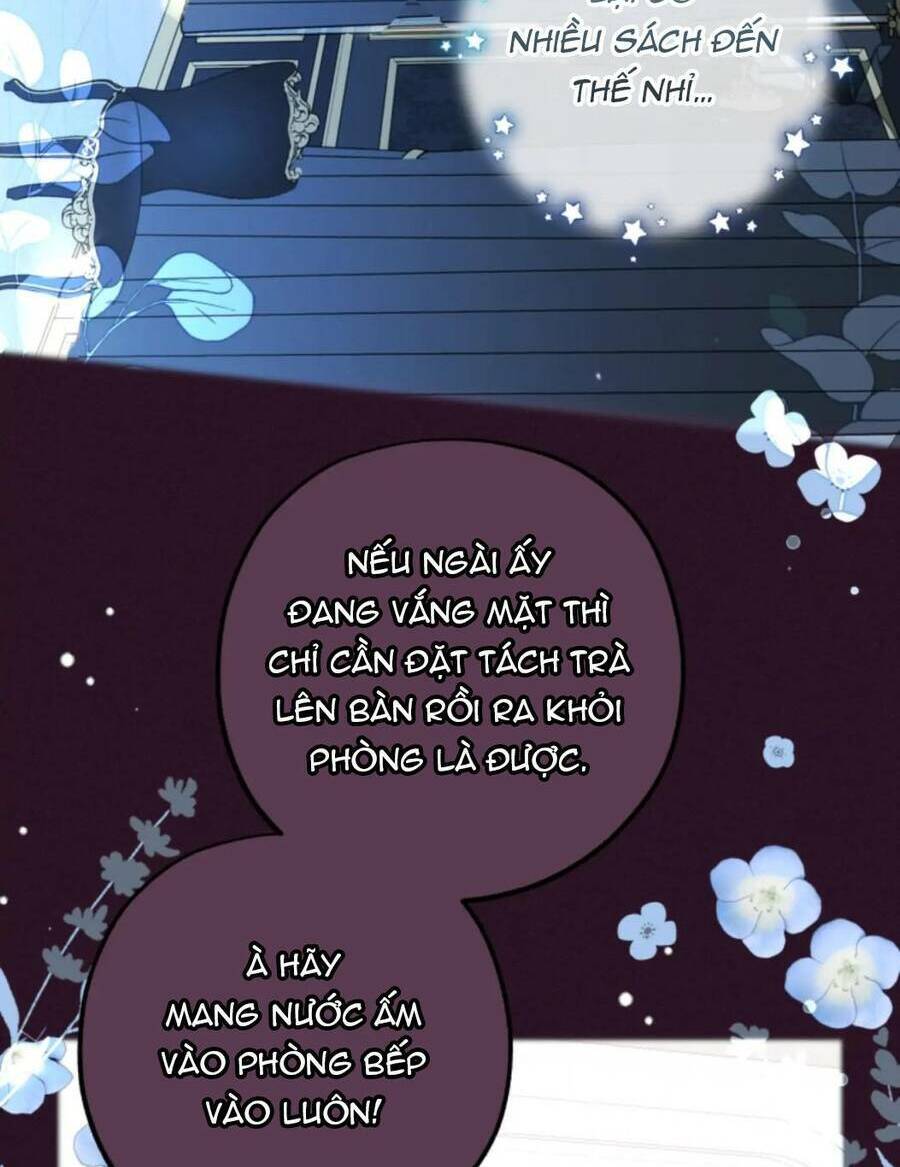 NHIỀU SÁCH ĐẾN
THẾ NHỈ...
NẾU NGÀI ẤY
ĐANG VẮNG MẶT THÌ
CHỈ CẦN ĐẶT TÁCH TRÀ
LÊN BÀN RỒI RA KHỎI
PHÒNG LÀ ĐƯỢC.
À HÃY
MANG NƯỚC ẤM
VÀO PHÒNG BẾP
VÀO LUÔN!